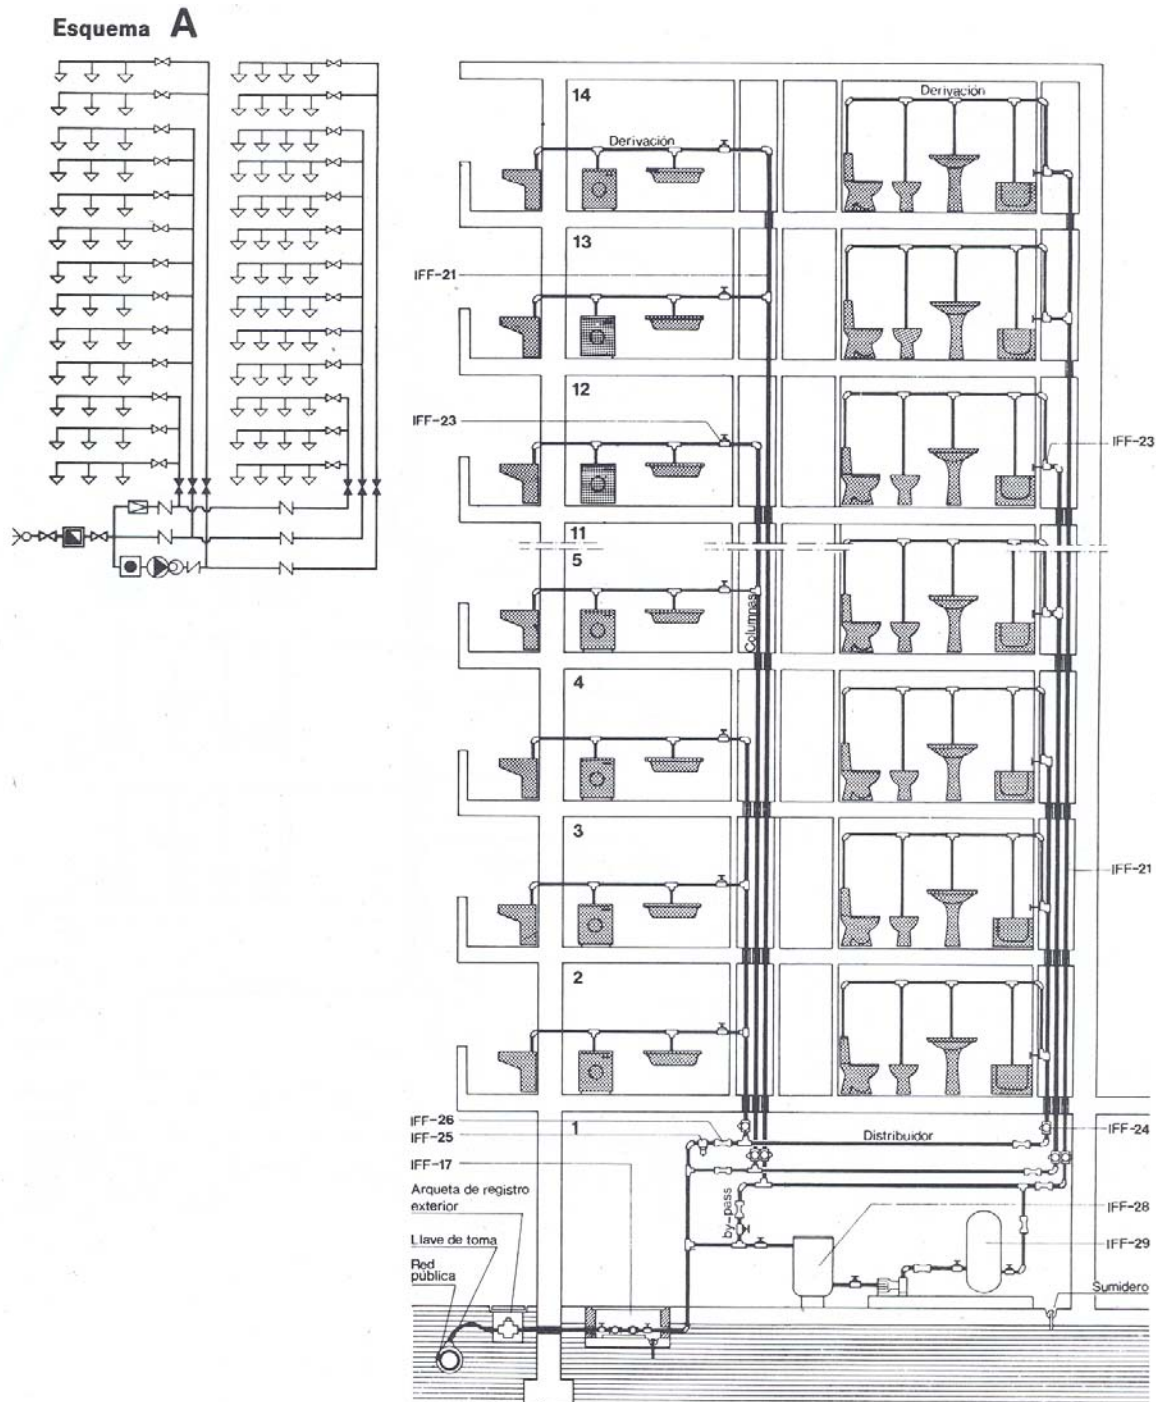 Esquema A
14
Derivación
Derivación
13
IFF-21
12
IFF-23
IFF-23
11
5
Columnas
4
3
IFF-21
2
IFF-26
IFF-25
1
Distribuidor
IFF-24
IFF-17
Arqueta de registro
exterior
by-pass
IFF-28
Llave de toma
IFF-29
Red
pública
Sumidero